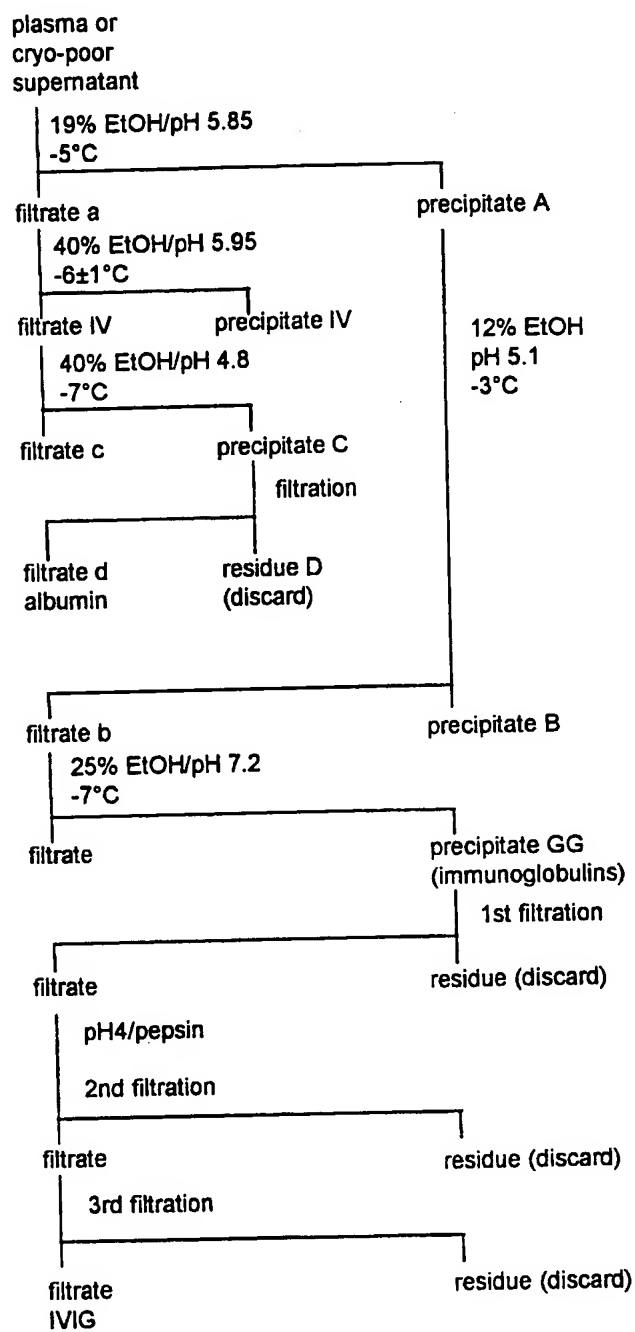 plasma or
cryo-poor
supernatant
19% EtOH/pH 5.85
-5°C
filtrate a
precipitate A
40% EtOH/pH 5.95
-6±1°C
filtrate IV
precipitate IV
12% EtOH
pH 5.1
-3°C
40% EtOH/pH 4.8
-7°C
filtrate c
precipitate C
filtration
filtrate d
albumin
residue D
(discard)
filtrate b
precipitate B
25% EtOH/pH 7.2
-7°C
filtrate
precipitate GG
(immunoglobulins)
1st filtration
filtrate
residue (discard)
pH4/pepsin
2nd filtration
filtrate
residue (discard)
3rd filtration
filtrate
IVIG
residue (discard)